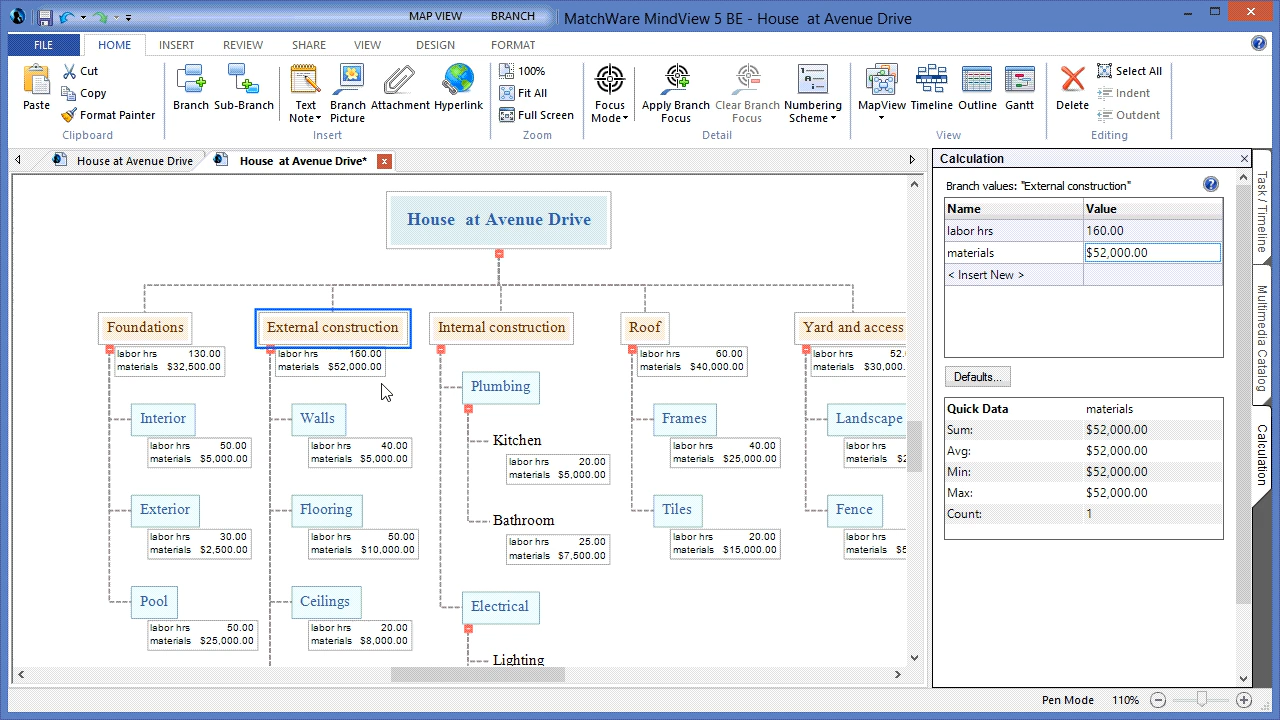 MAP VIEW BRANCH MatchWare MindView 5 BE - House at Avenue Drive
FILE HOME INSERT REVIEW SHARE VIEW DESIGN FORMAT
Paste
Cut
Copy
Format Painter
Clipboard
Branch Sub-Branch
Text Note
Branch Picture
Attachment Hyperlink
Insert
100%
Fit All
Full Screen
Zoom
Focus Mode
Apply Branch Focus
Clear Branch Focus
Numbering Scheme
Detail
MapView Timeline Outline Gantt
View
Delete
Select All
Indent
Outdent
Editing
House at Avenue Drive House at Avenue Drive*
House at Avenue Drive
Foundations
labor hrs 130.00
materials $32,500.00
Interior
labor hrs 50.00
materials $5,000.00
Exterior
labor hrs 30.00
materials $2,500.00
Pool
labor hrs 50.00
materials $25,000.00
External construction
labor hrs 160.00
materials $52,000.00
Walls
labor hrs 40.00
materials $5,000.00
Flooring
labor hrs 50.00
materials $10,000.00
Ceilings
labor hrs 20.00
materials $8,000.00
Internal construction
Plumbing
Kitchen
labor hrs 20.00
materials $5,000.00
Bathroom
labor hrs 25.00
materials $7,500.00
Electrical
Lighting
Roof
labor hrs 60.00
materials $40,000.00
Frames
labor hrs 40.00
materials $25,000.00
Tiles
labor hrs 20.00
materials $15,000.00
Yard and access
labor hrs 52.
materials $30,000.
Landscape
labor hrs
materials
Fence
labor hrs
materials
Calculation
Branch values: "External construction"
Name Value
labor hrs 160.00
materials $52,000.00
< Insert New >
Defaults...
Quick Data materials
Sum: $52,000.00
Avg: $52,000.00
Min: $52,000.00
Max: $52,000.00
Count: 1
Task / Timeline
Multimedia Catalog
Calculation
Pen Mode 110%